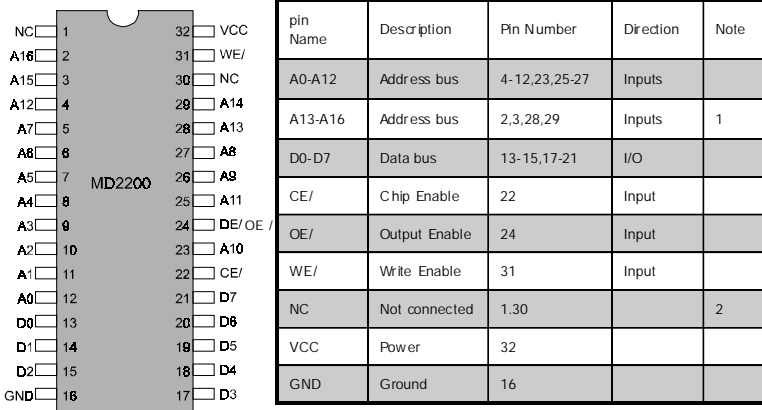 NC 1 32 VCC
A16 2 31 WE/
A15 3 30 NC
A12 4 29 A14
A7 5 28 A13
A6 6 27 A8
A5 7 26 A9
MD2200
A4 8 25 A11
A3 9 24 DE/ OE /
A2 10 23 A10
A1 11 22 CE/
A0 12 21 D7
D0 13 20 D6
D1 14 19 D5
D2 15 18 D4
GND 16 17 D3
pin Name Description Pin Number Direction Note
A0-A12 Address bus 4-12,23,25-27 Inputs
A13-A16 Address bus 2,3,28,29 Inputs 1
D0-D7 Data bus 13-15,17-21 I/O
CE/ Chip Enable 22 Input
OE/ Output Enable 24 Input
WE/ Write Enable 31 Input
NC Not connected 1.30 2
VCC Power 32
GND Ground 16